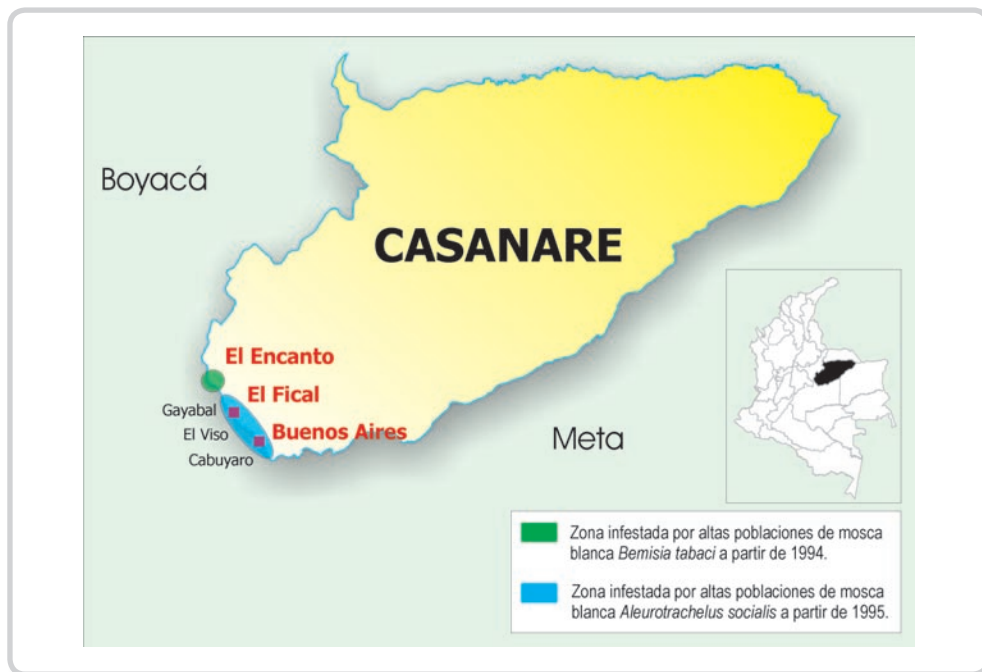 Boyacá
CASANARE
El Encanto
El Fical
Gayabal
El Viso
Buenos Aires
Cabuyaro
Meta
Zona infestada por altas poblaciones de mosca
blanca Bemisia tabaci a partir de 1994.
Zona infestada por altas poblaciones de mosca
blanca Aleurotrachelus socialis a partir de 1995.